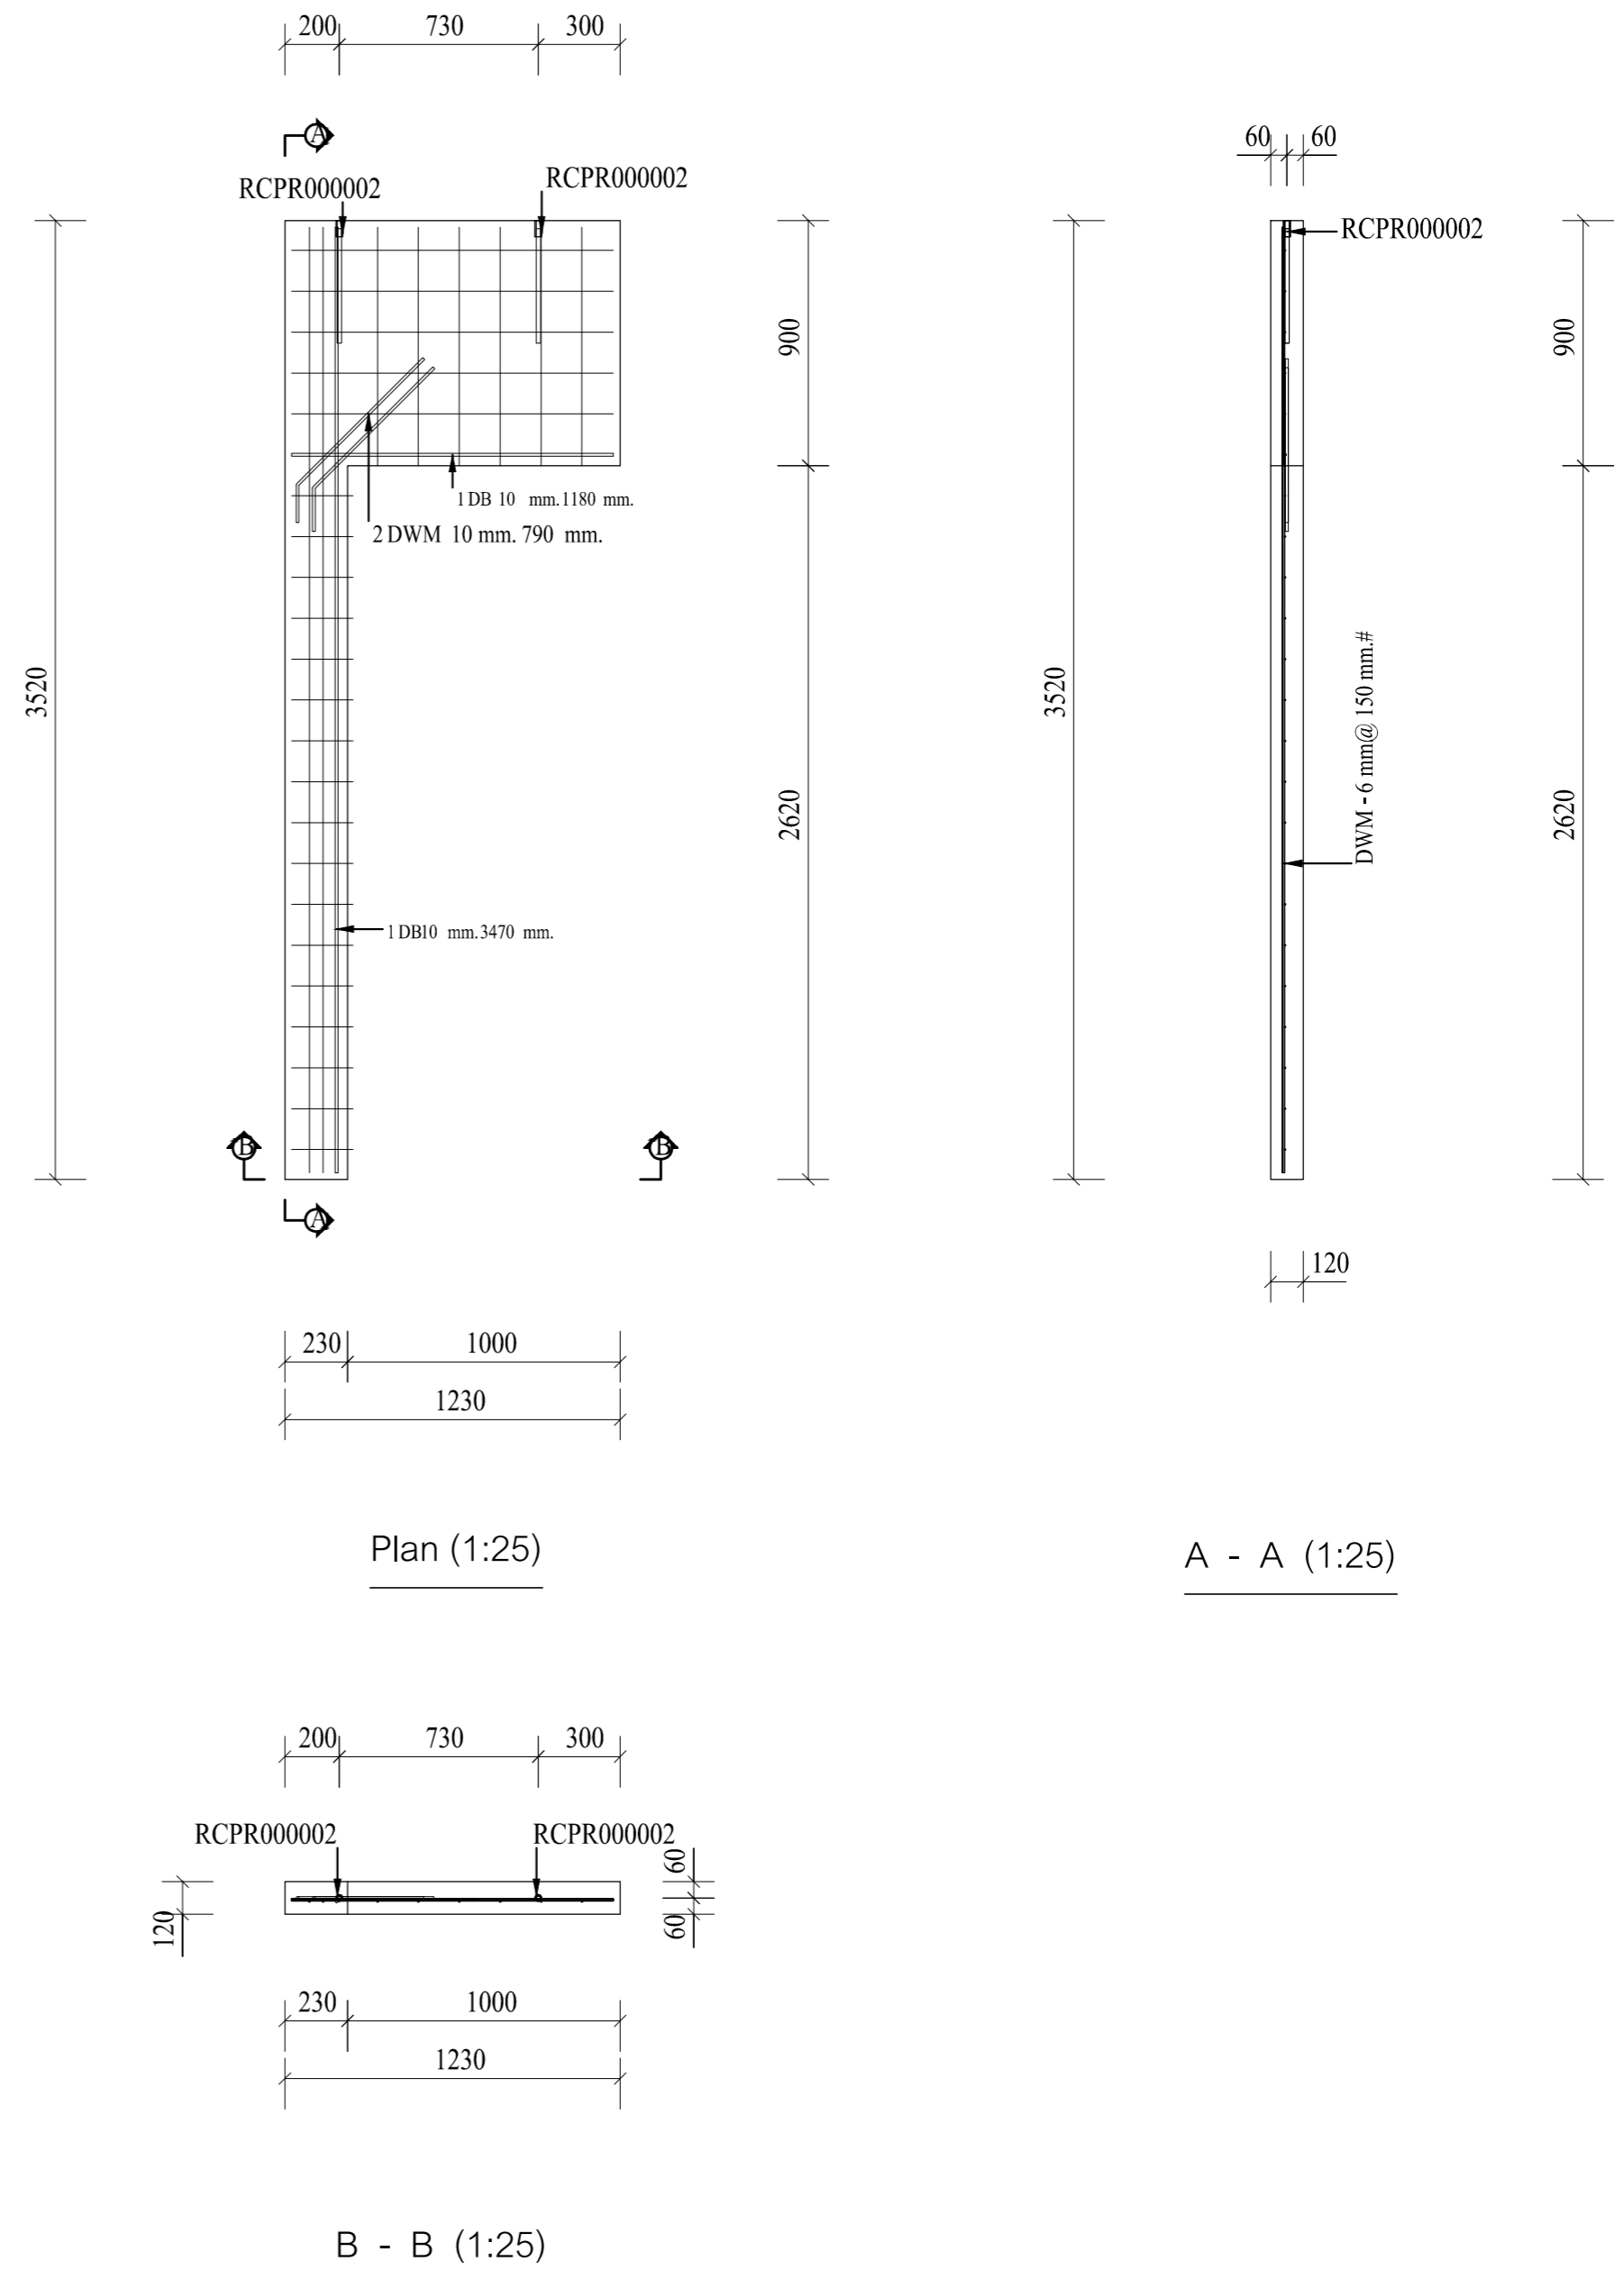 200 730 300
A
RCPR000002
RCPR000002
3520
900
2620
1 DB 10 mm. 1180 mm.
2 DWM 10 mm. 790 mm.
1 DB10 mm. 3470 mm.
B
B
A
230 1000
1230
Plan (1:25)
60 60
RCPR000002
3520
900
2620
DWM - 6 mm@ 150 mm.#
120
A - A (1:25)
200 730 300
RCPR000002
RCPR000002
120
60
60
230 1000
1230
B - B (1:25)